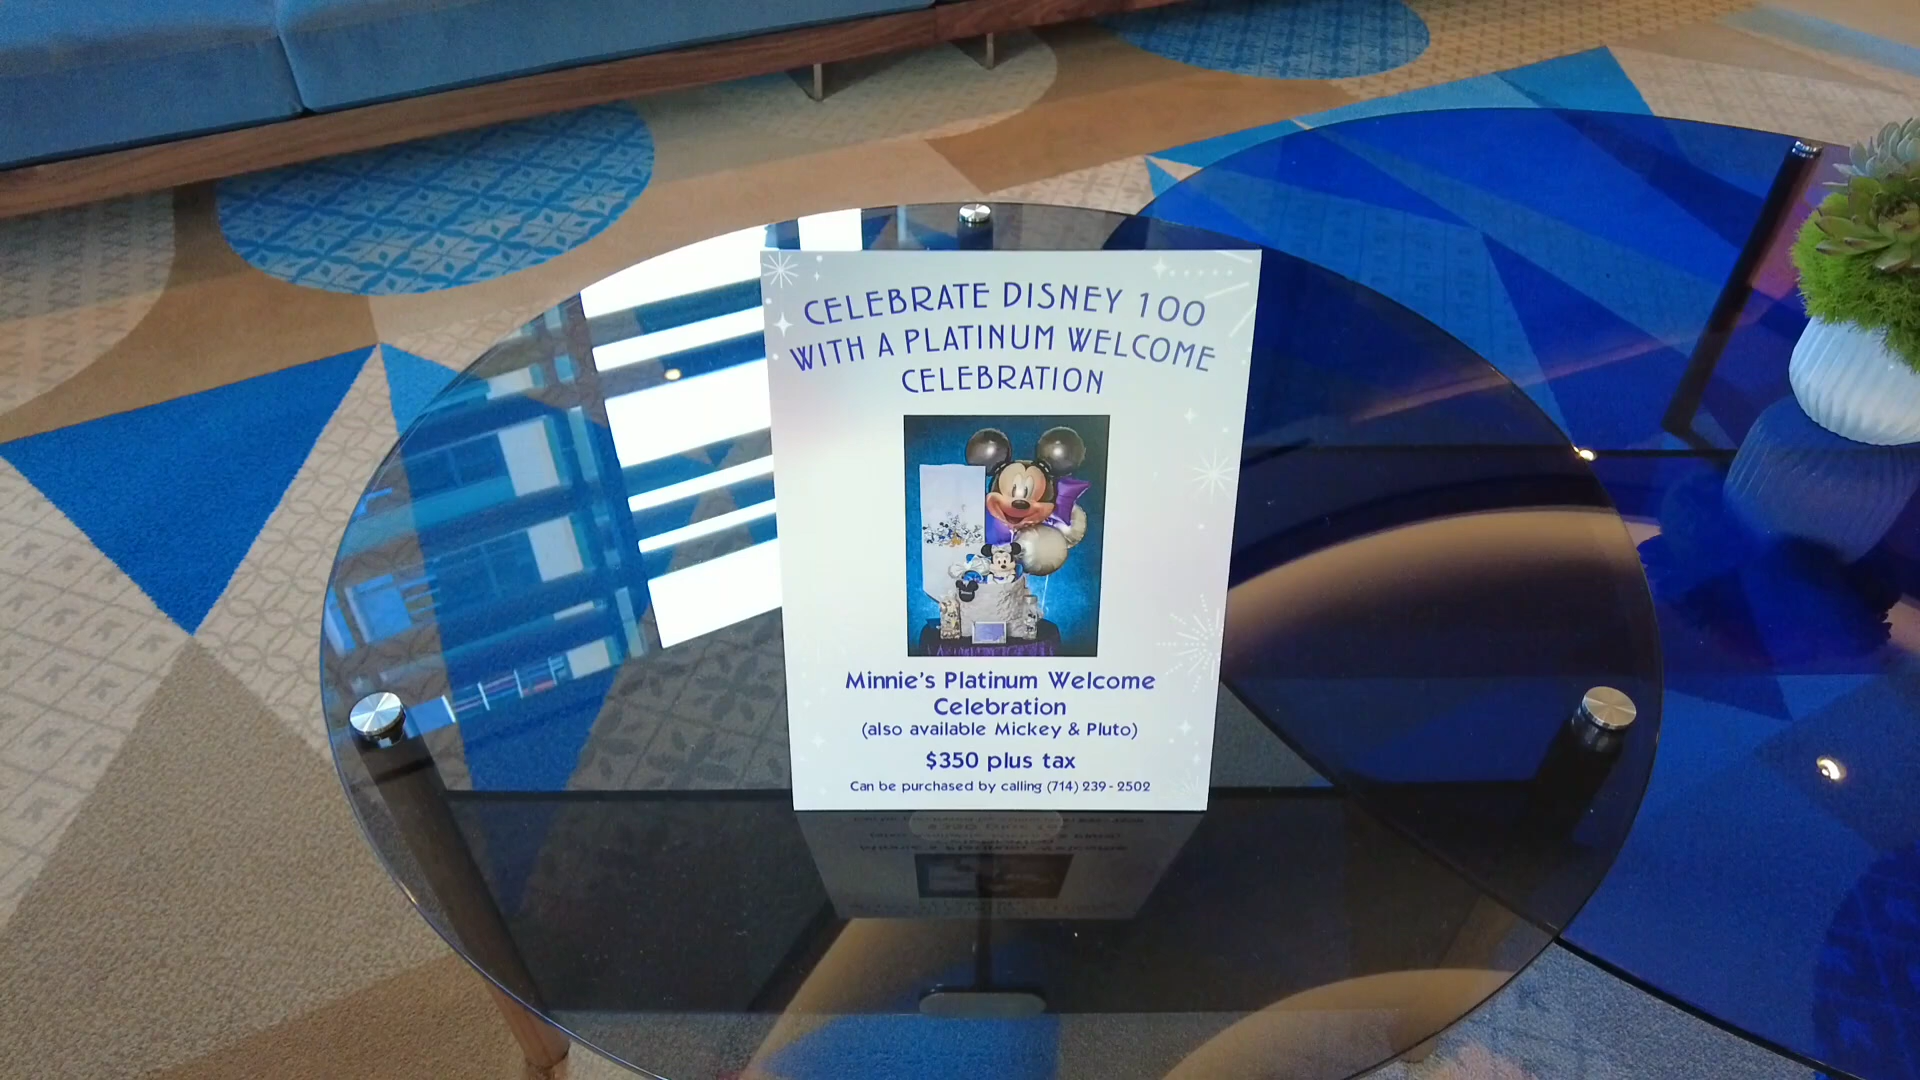 CELEBRATE DISNEY 100
WITH A PLATINUM WELCOME
CELEBRATION
Minnie's Platinum Welcome
Celebration
(also available Mickey & Pluto)
$350 plus tax
Can be purchased by calling (714) 239-2502